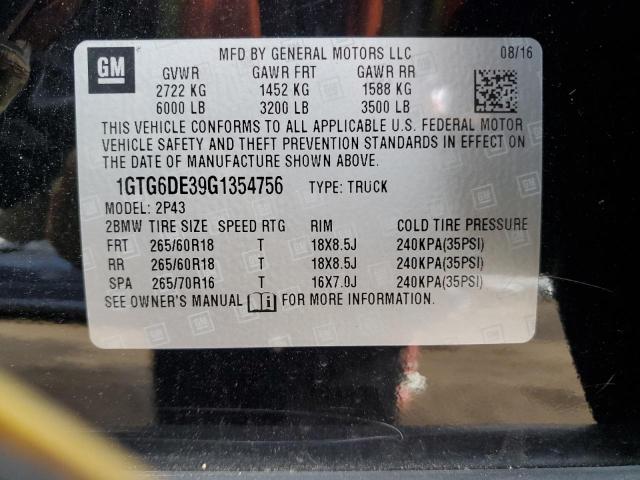 GM
MFD BY GENERAL MOTORS LLC 08/16
GVWR GAWR FRT GAWR RR
2722 KG 1452 KG 1588 KG
6000 LB 3200 LB 3500 LB
THIS VEHICLE CONFORMS TO ALL APPLICABLE U.S. FEDERAL MOTOR
VEHICLE SAFETY AND THEFT PREVENTION STANDARDS IN EFFECT ON
THE DATE OF MANUFACTURE SHOWN ABOVE.
1GTG6DE39G1354756 TYPE: TRUCK
MODEL: 2P43
2BMW TIRE SIZE SPEED RTG RIM COLD TIRE PRESSURE
FRT 265/60R18 T 18X8.5J 240KPA(35PSI)
RR 265/60R18 T 18X8.5J 240KPA(35PSI)
SPA 265/70R16 T 16X7.0J 240KPA(35PSI)
SEE OWNER'S MANUAL i FOR MORE INFORMATION.